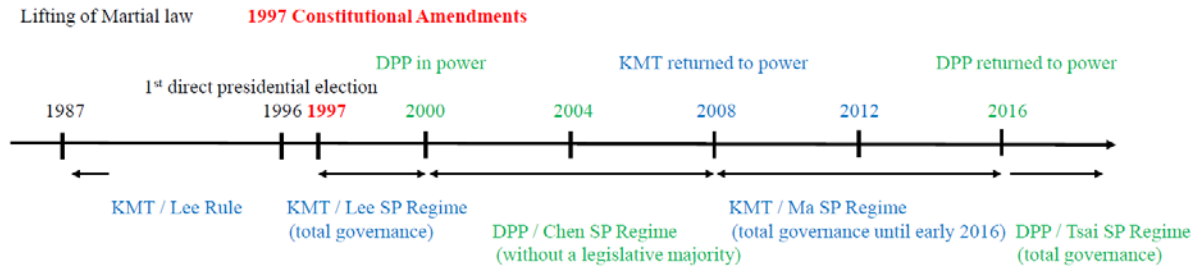 Lifting of Martial law 1997 Constitutional Amendments
DPP in power KMT returned to power DPP returned to power
1st direct presidential election
1987 1996 1997 2000 2004 2008 2012 2016
KMT / Lee Rule KMT / Lee SP Regime KMT / Ma SP Regime
(total governance) DPP / Chen SP Regime (total governance until early 2016) DPP / Tsai SP Regime
(without a legislative majority) (total governance)